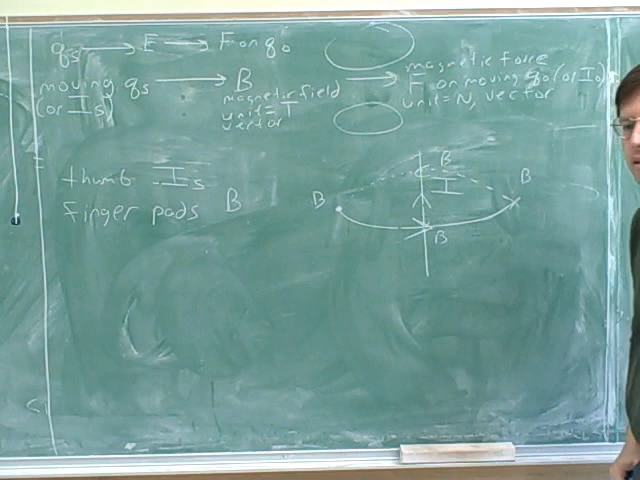 qs → E → F on q0
moving qs → B → magnetic force
(or Is) magnetic field F on moving q0 (or I0)
unit = T unit = N, vector
vector
thumb Is
finger pads B
B
I
B B
B